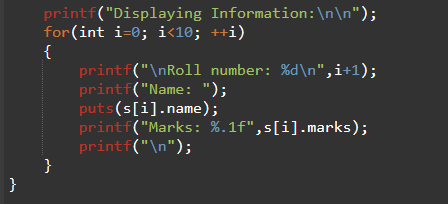 printf("Displaying Information:\n\n");
for(int i=0; i<10; ++i)
{
printf("\nRoll number: %d\n",i+1);
printf("Name: ");
puts(s[i].name);
printf("Marks: %.1f",s[i].marks);
printf("\n");
}
}